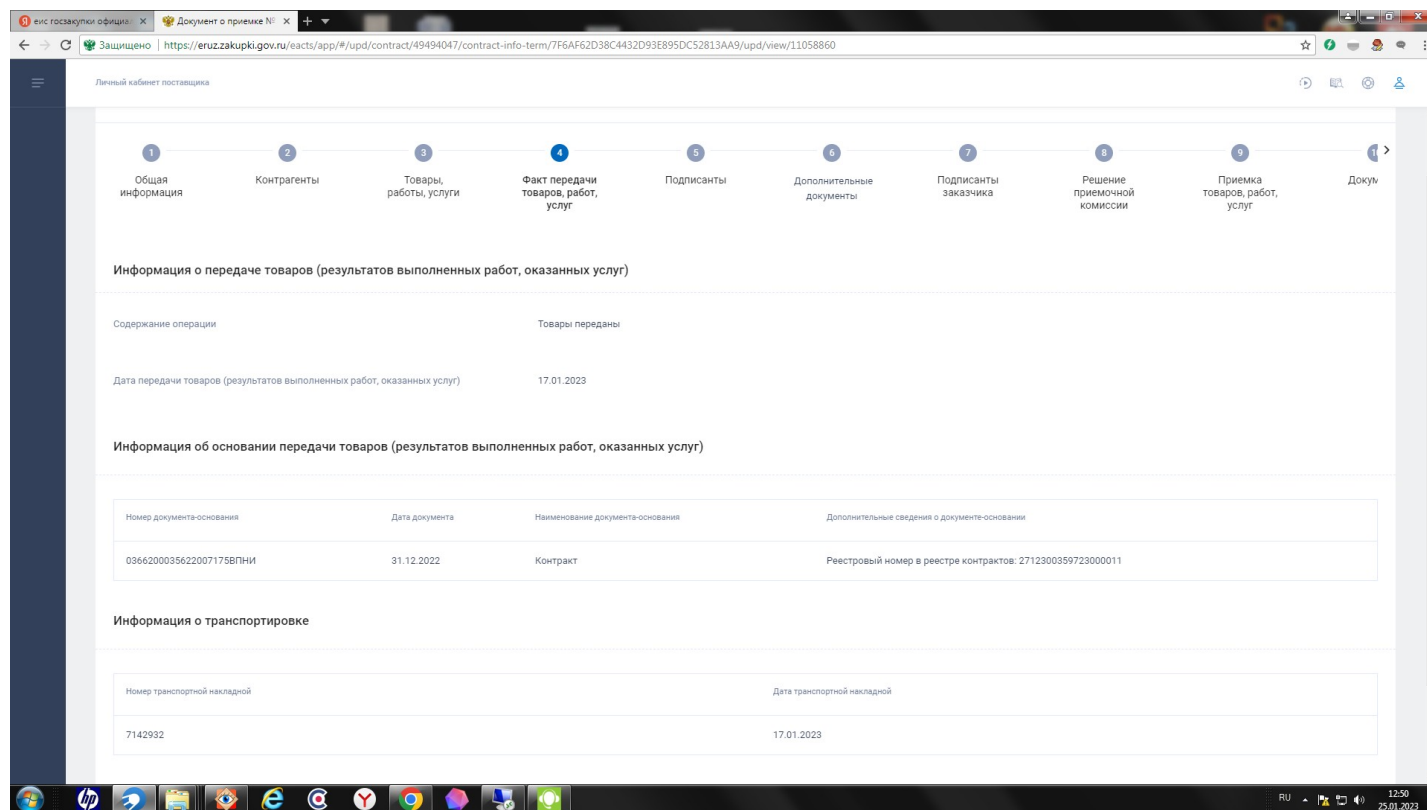 еис госзакупки официал
Документ о приемке №
Защищено
https://eruz.zakupki.gov.ru/eacts/app/#/upd/contract/49494047/contract-info-term/7F6AF62D38C4432D93E895DC52813AA9/upd/view/11058860
Личный кабинет поставщика
1 2 3 4 5 6 7 8 9 1
Общая информация
Контрагенты
Товары, работы, услуги
Факт передачи товаров, работ, услуг
Подписанты
Дополнительные документы
Подписанты заказчика
Решение приемочной комиссии
Приемка товаров, работ, услуг
Докум
Информация о передаче товаров (результатов выполненных работ, оказанных услуг)
Содержание операции Товары переданы
Дата передачи товаров (результатов выполненных работ, оказанных услуг) 17.01.2023
Информация об основании передачи товаров (результатов выполненных работ, оказанных услуг)
Номер документа-основания Дата документа Наименование документа-основания Дополнительные сведения о документе-основании
0366200035622007175ВПНИ 31.12.2022 Контракт Реестровый номер в реестре контрактов: 2712300359723000011
Информация о транспортировке
Номер транспортной накладной Дата транспортной накладной
7142932 17.01.2023
RU
12:50
25.01.2023